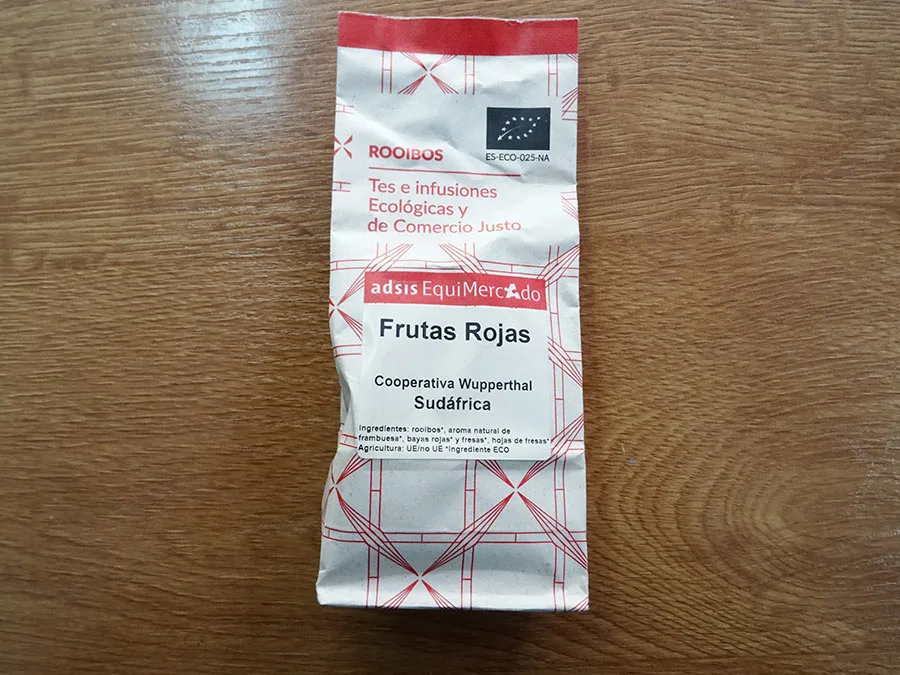 ES-ECO-025-NA
ROOIBOS
Tes e infusiones
Ecológicas y
de Comercio Justo
adsis EquiMercAdo
Frutas Rojas
Cooperativa Wupperthal
Sudáfrica
Ingredientes: rooibos*, aroma natural de
frambuesa*, bayas rojas* y fresas*, hojas de fresas*
Agricultura: UE/no UE *ingrediente ECO